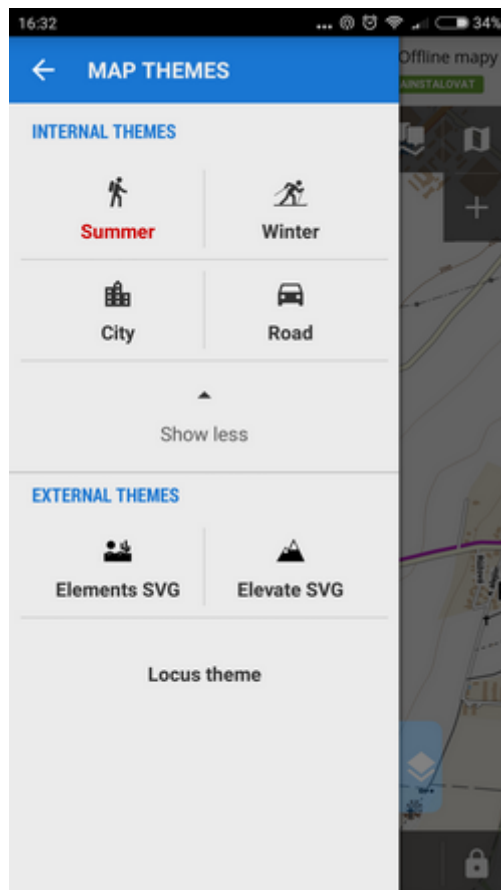 16:32
... 34%
MAP THEMES
Offline mapy
AINSTALOVAT
INTERNAL THEMES
Summer
Winter
City
Road
Show less
EXTERNAL THEMES
Elements SVG
Elevate SVG
Locus theme